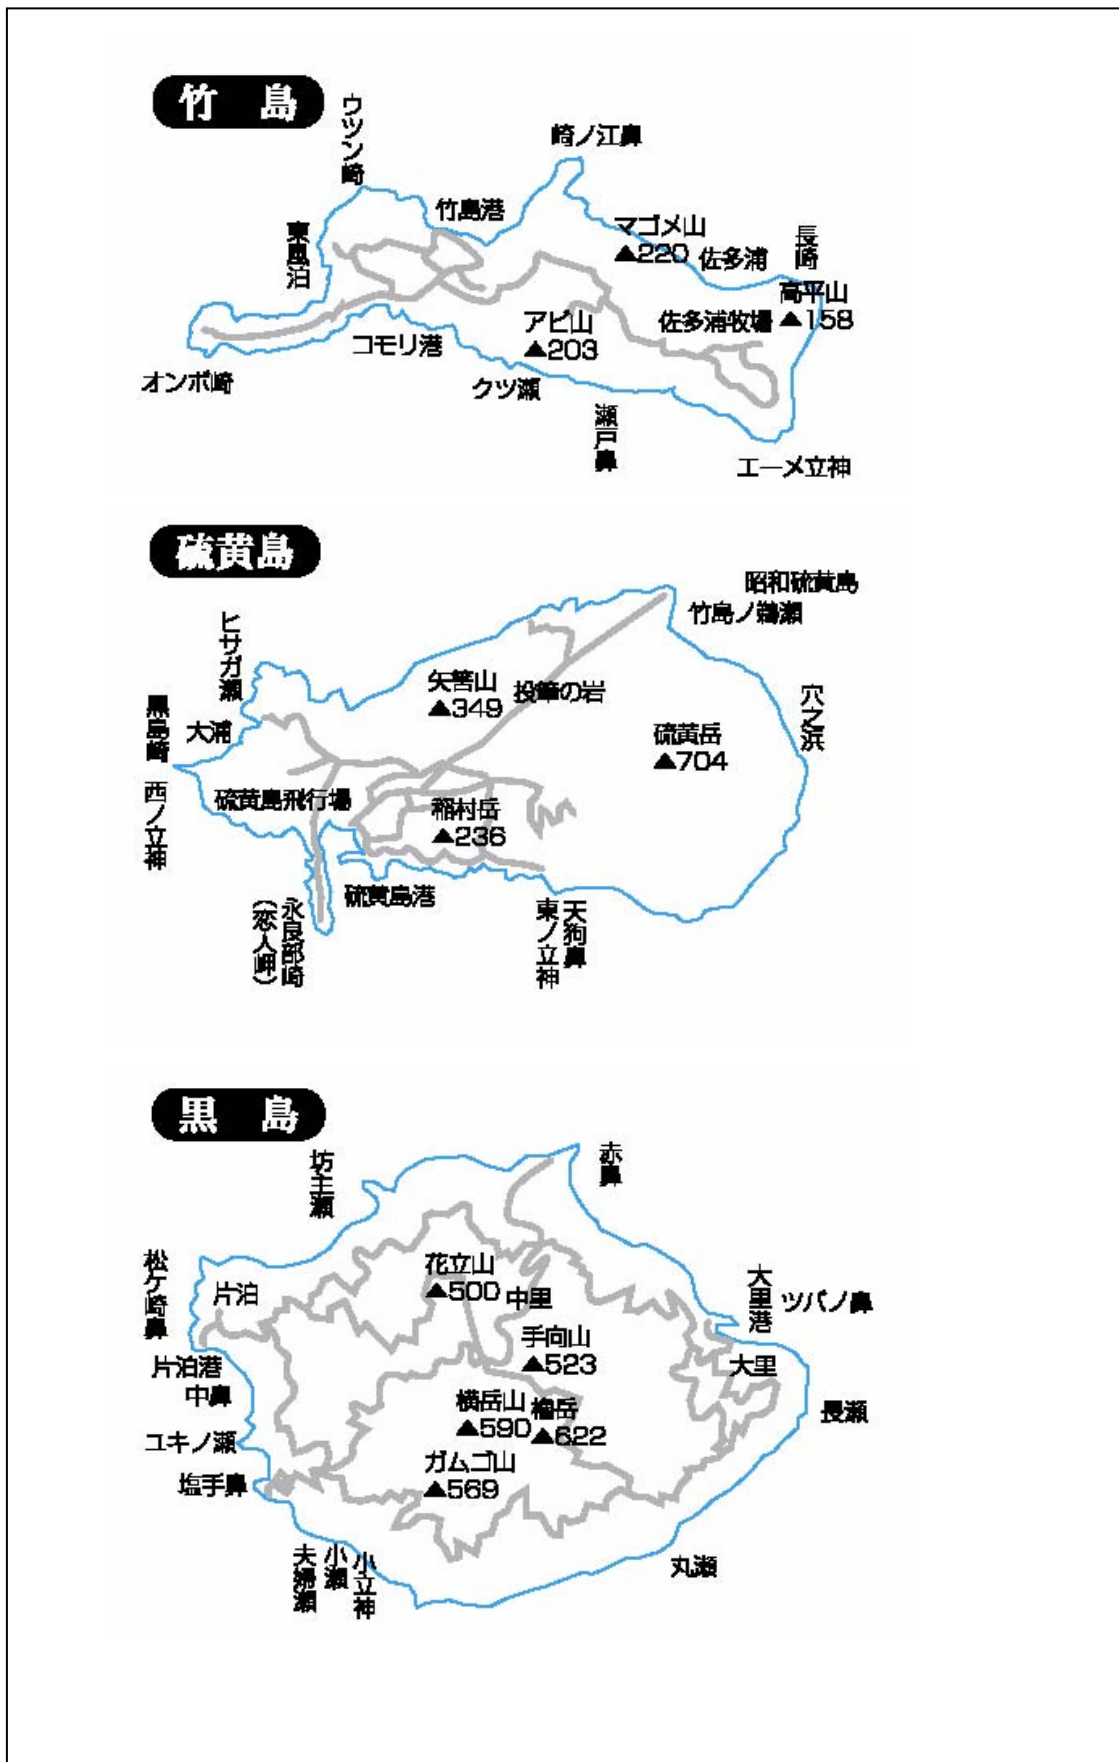 竹島
ウツン崎
崎ノ江鼻
竹島港
東風泊
マゴメ山
▲220
佐多浦
長崎
高平山
▲158
佐多浦牧場
アピ山
▲203
コモリ港
オンボ崎
クツ瀬
瀬戸鼻
エーメ立神
硫黄島
昭和硫黄島
竹島ノ鵜瀬
ヒサガ瀬
矢筈山
▲349
投筆の岩
穴之浜
黒島崎
大浦
硫黄岳
▲704
西ノ立神
硫黄島飛行場
稲村岳
▲236
硫黄島港
永良部崎
(恋人岬)
天狗鼻
東ノ立神
黒島
坊主瀬
赤鼻
松ケ崎鼻
片泊
花立山
▲500
中里
大里港
ツバノ鼻
手向山
▲523
片泊港
大里
中鼻
横岳山
▲590
櫓岳
▲622
長瀬
ユキノ瀬
塩手鼻
ガムゴ山
▲569
夫婦瀬
小瀬
小立神
丸瀬